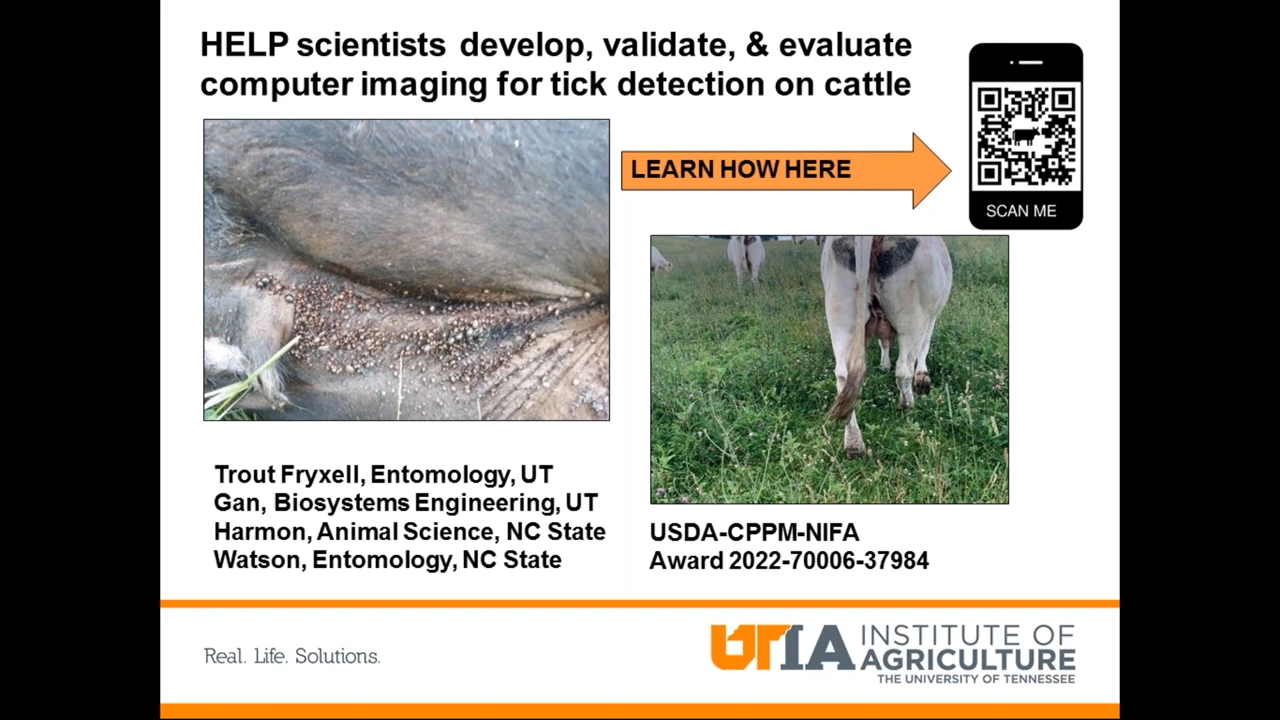 HELP scientists develop, validate, & evaluate
computer imaging for tick detection on cattle
LEARN HOW HERE
SCAN ME
Trout Fryxell, Entomology, UT
Gan, Biosystems Engineering, UT
Harmon, Animal Science, NC State
Watson, Entomology, NC State
USDA-CPPM-NIFA
Award 2022-70006-37984
Real. Life. Solutions.
UTIA INSTITUTE OF
AGRICULTURE
THE UNIVERSITY OF TENNESSEE